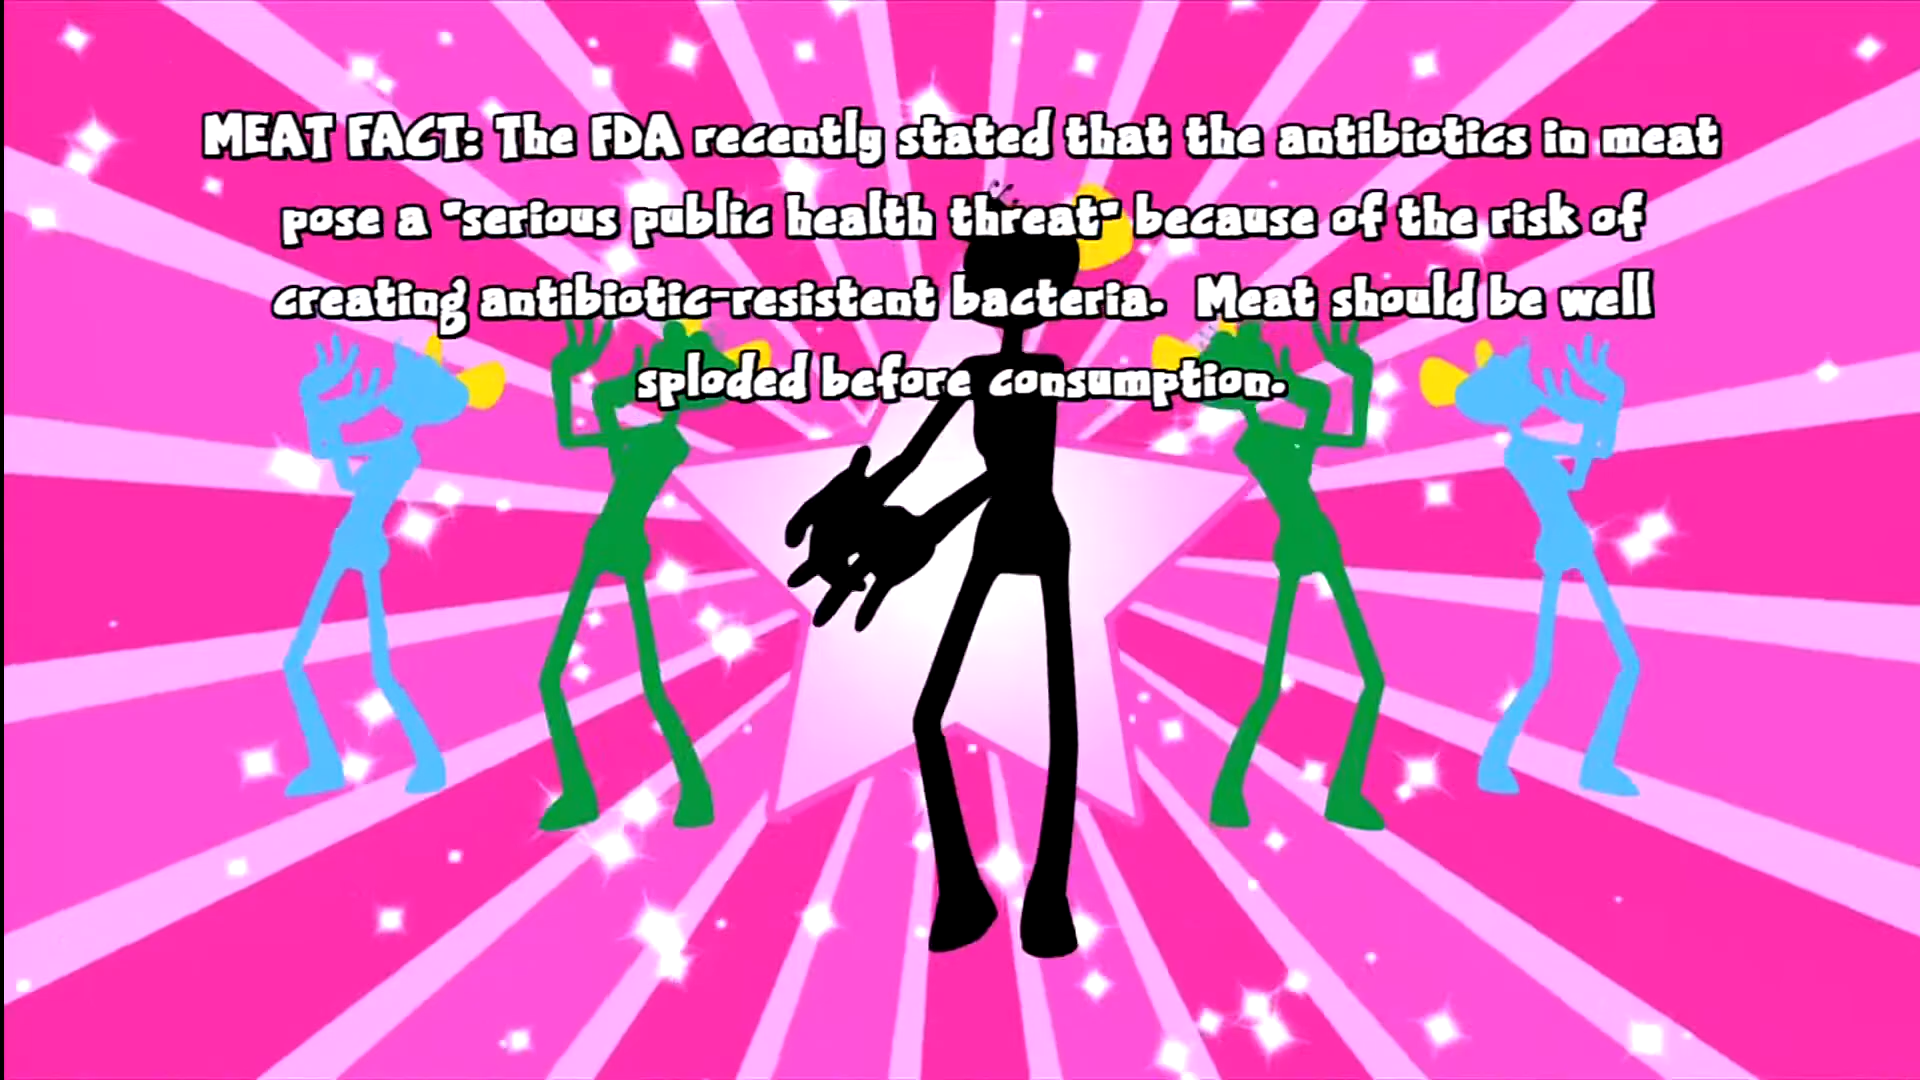 MEAT FACT: The FDA recently stated that the antibiotics in meat
pose a "serious public health threat" because of the risk of
creating antibiotic-resistent bacteria. Meat should be well
sploded before consumption.